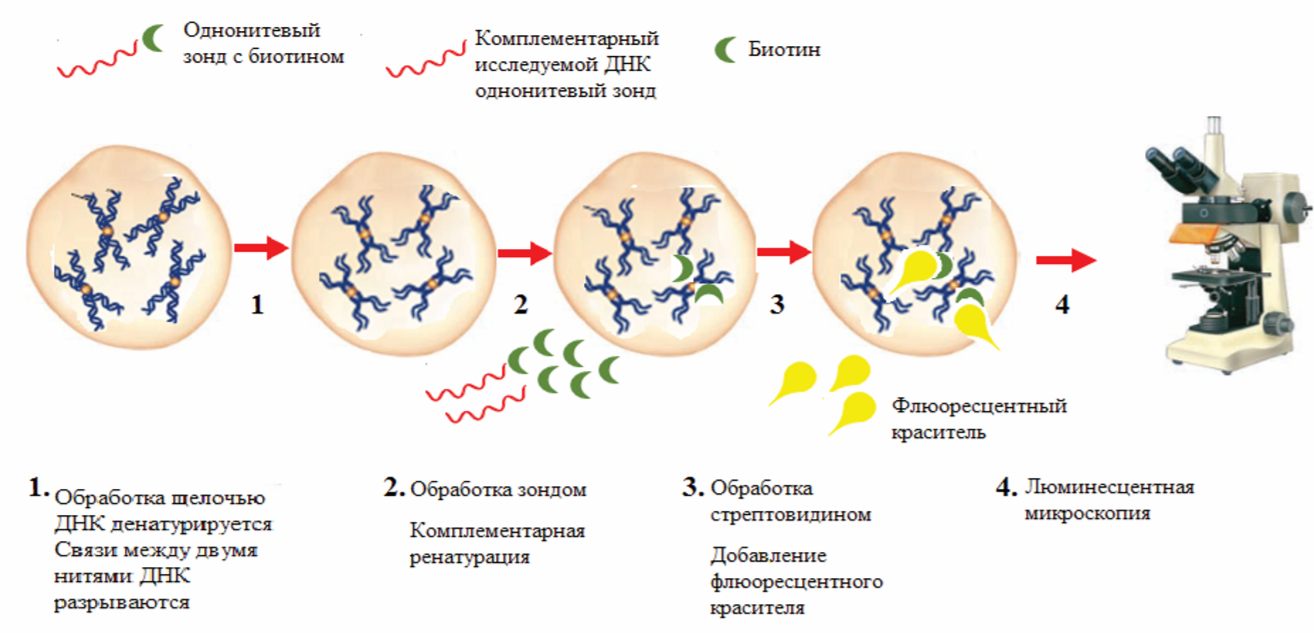 Однонитевый
зонд с биотином
Комплементарный
исследуемой ДНК
однонитевый зонд
Биотин
1
2
3
4
Флюоресцентный
краситель
1. Обработка щелочью
ДНК денатурируется
Связи между двумя
нитями ДНК
разрываются
2. Обработка зондом
Комплементарная
ренатурация
3. Обработка
стрептовидином
Добавление
флюоресцентного
красителя
4. Люминесцентная
микроскопия